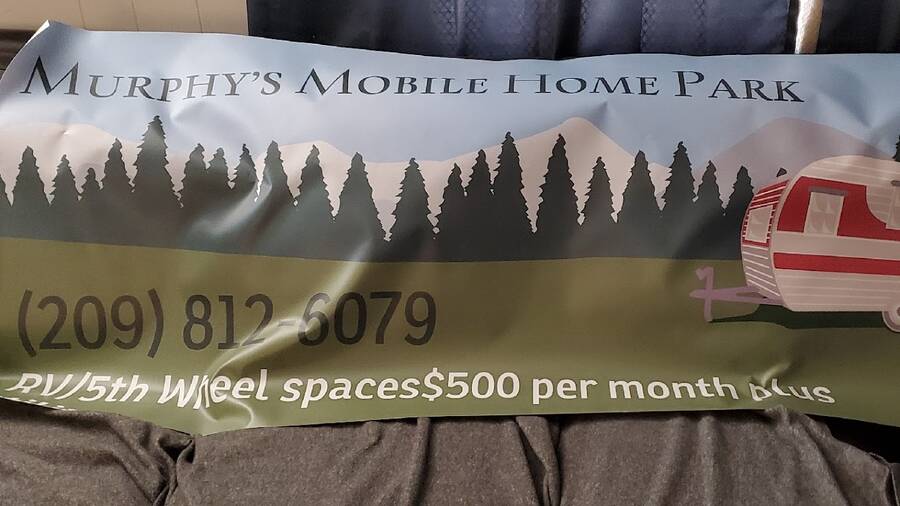 MURPHY'S MOBILE HOME PARK
(209) 812-6079
RV/5th Wheel spaces$500 per month plus